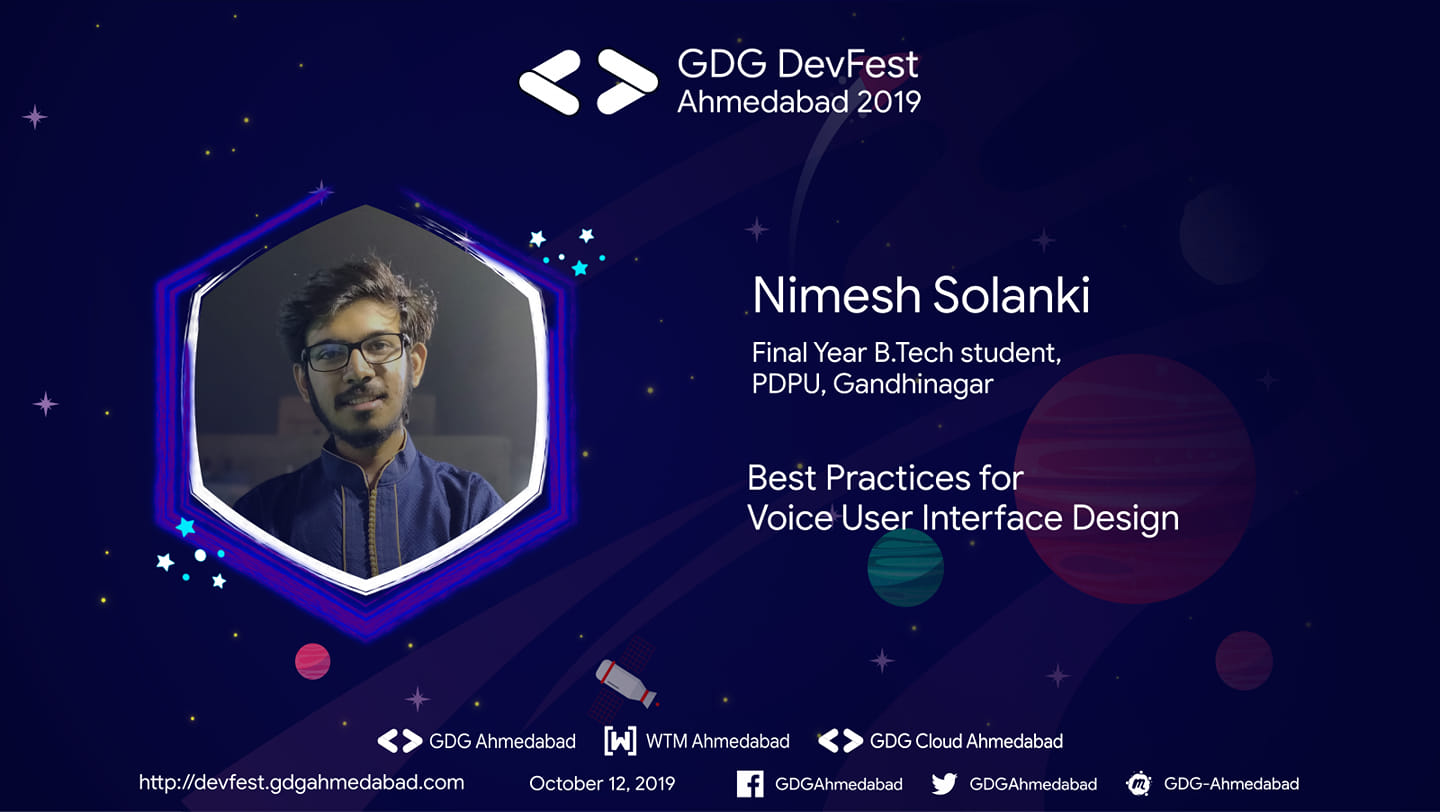 GDG DevFest
Ahmedabad 2019
Nimesh Solanki
Final Year B.Tech student,
PDPU, Gandhinagar
Best Practices for
Voice User Interface Design
GDG Ahmedabad
WTM Ahmedabad
GDG Cloud Ahmedabad
http://devfest.gdgahmedabad.com
October 12, 2019
GDGAhmedabad
GDGAhmedabad
GDG-Ahmedabad